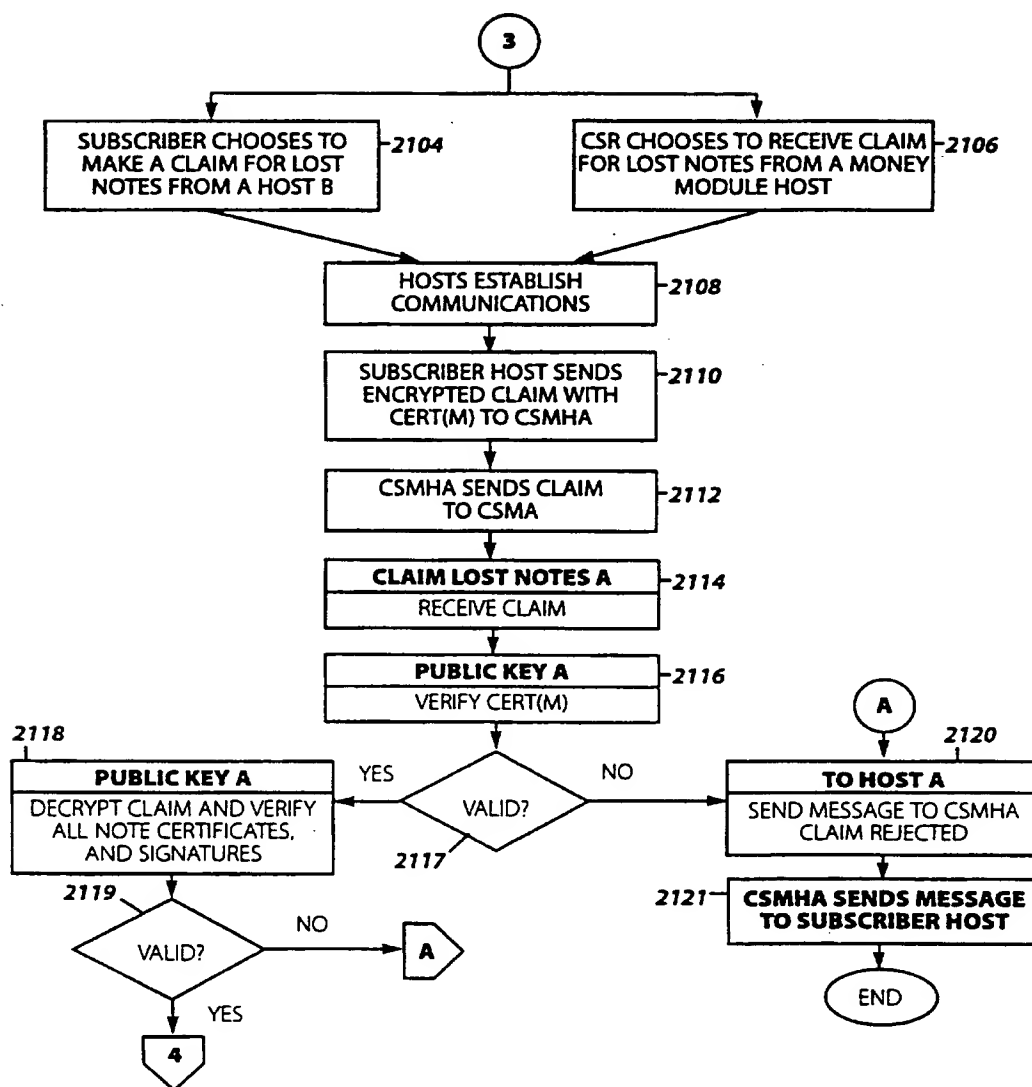 3
SUBSCRIBER CHOOSES TO
MAKE A CLAIM FOR LOST
NOTES FROM A HOST B
2104
CSR CHOOSES TO RECEIVE CLAIM
FOR LOST NOTES FROM A MONEY
MODULE HOST
2106
HOSTS ESTABLISH
COMMUNICATIONS
2108
SUBSCRIBER HOST SENDS
ENCRYPTED CLAIM WITH
CERT(M) TO CSMHA
2110
CSMHA SENDS CLAIM
TO CSMA
2112
CLAIM LOST NOTES A
RECEIVE CLAIM
2114
PUBLIC KEY A
VERIFY CERT(M)
2116
VALID?
2117
YES
NO
2118
PUBLIC KEY A
DECRYPT CLAIM AND VERIFY
ALL NOTE CERTIFICATES,
AND SIGNATURES
2119
VALID?
NO
A
YES
4
A
2120
TO HOST A
SEND MESSAGE TO CSMHA
CLAIM REJECTED
2121
CSMHA SENDS MESSAGE
TO SUBSCRIBER HOST
END